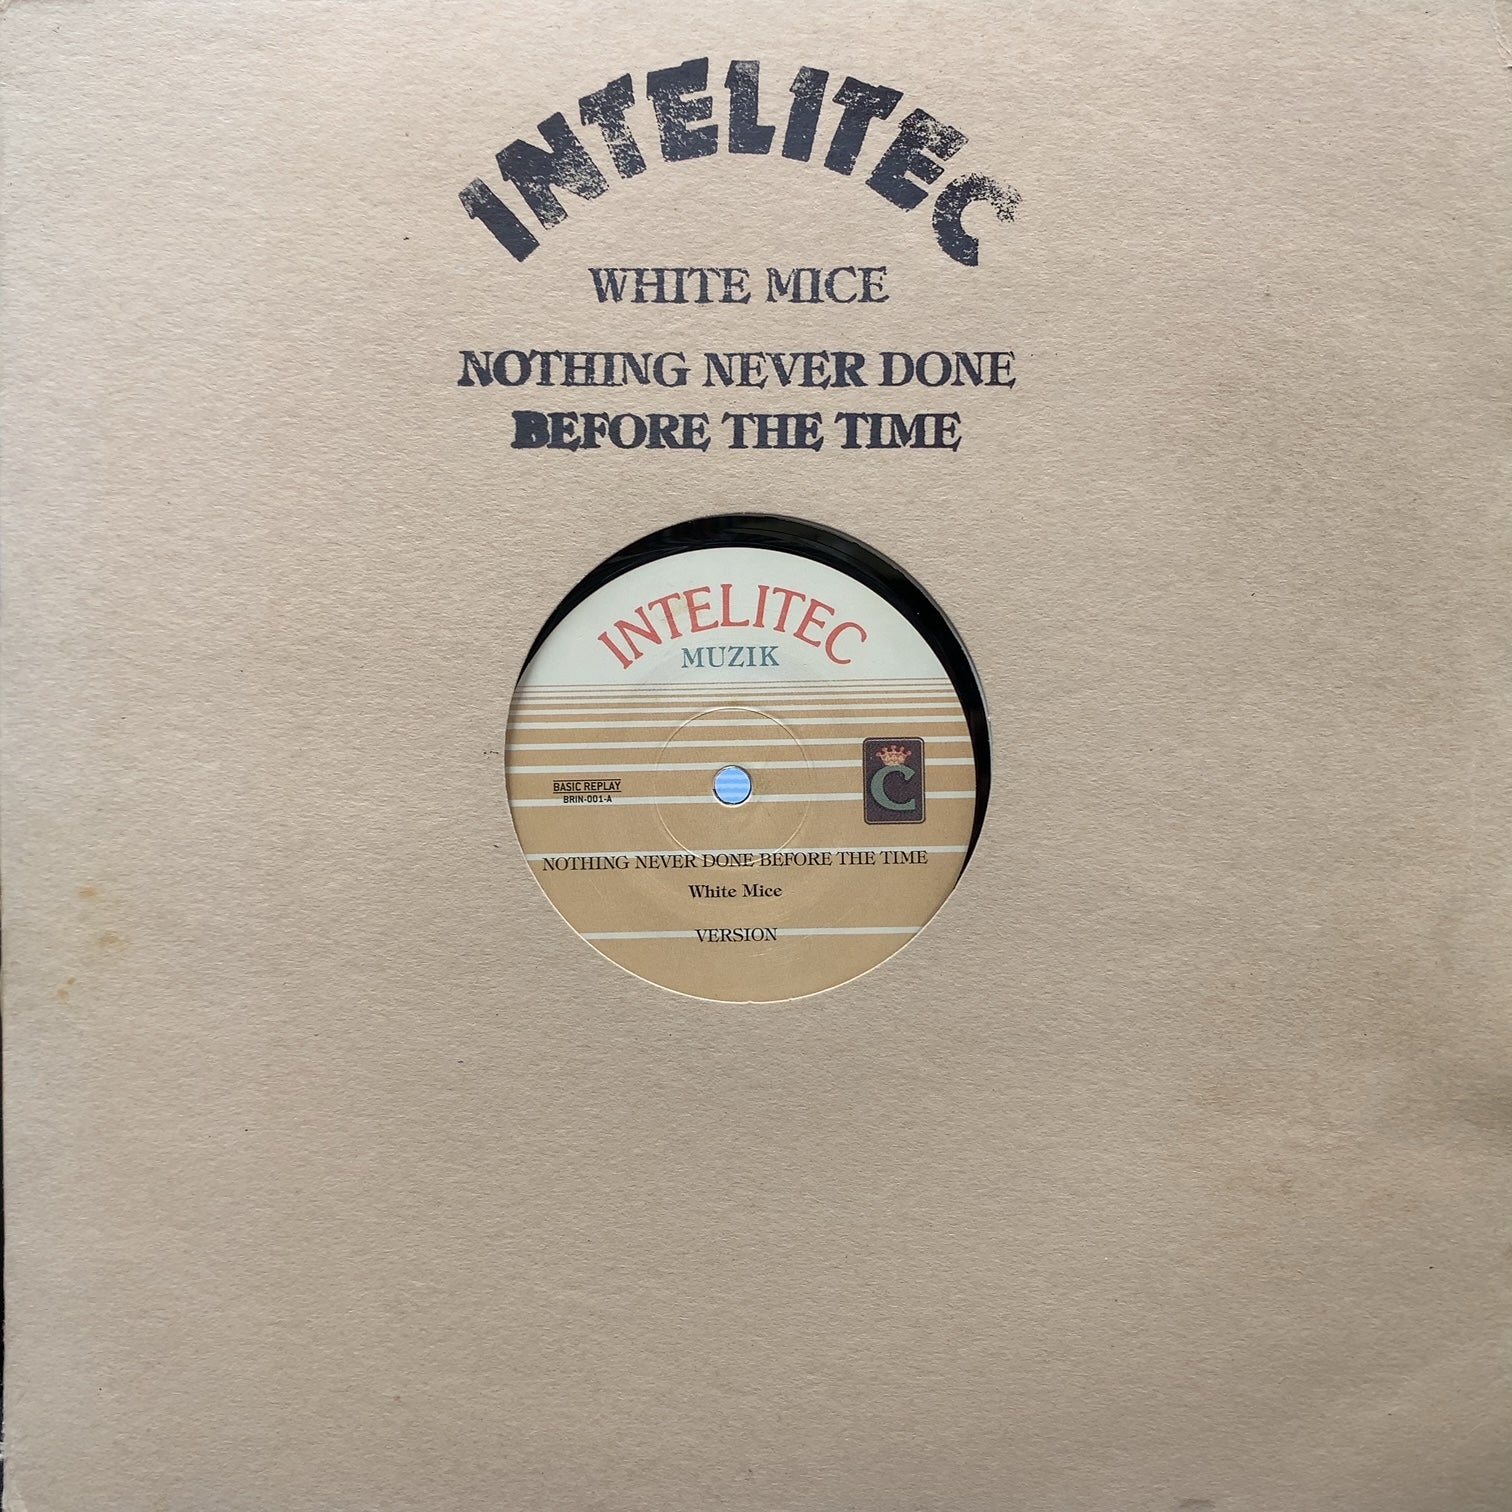 INTELITEC
WHITE MICE
NOTHING NEVER DONE
BEFORE THE TIME
INTELITEC
MUZIK
C
BASIC REPLAY
BRIN-001-A
NOTHING NEVER DONE BEFORE THE TIME
White Mice
VERSION